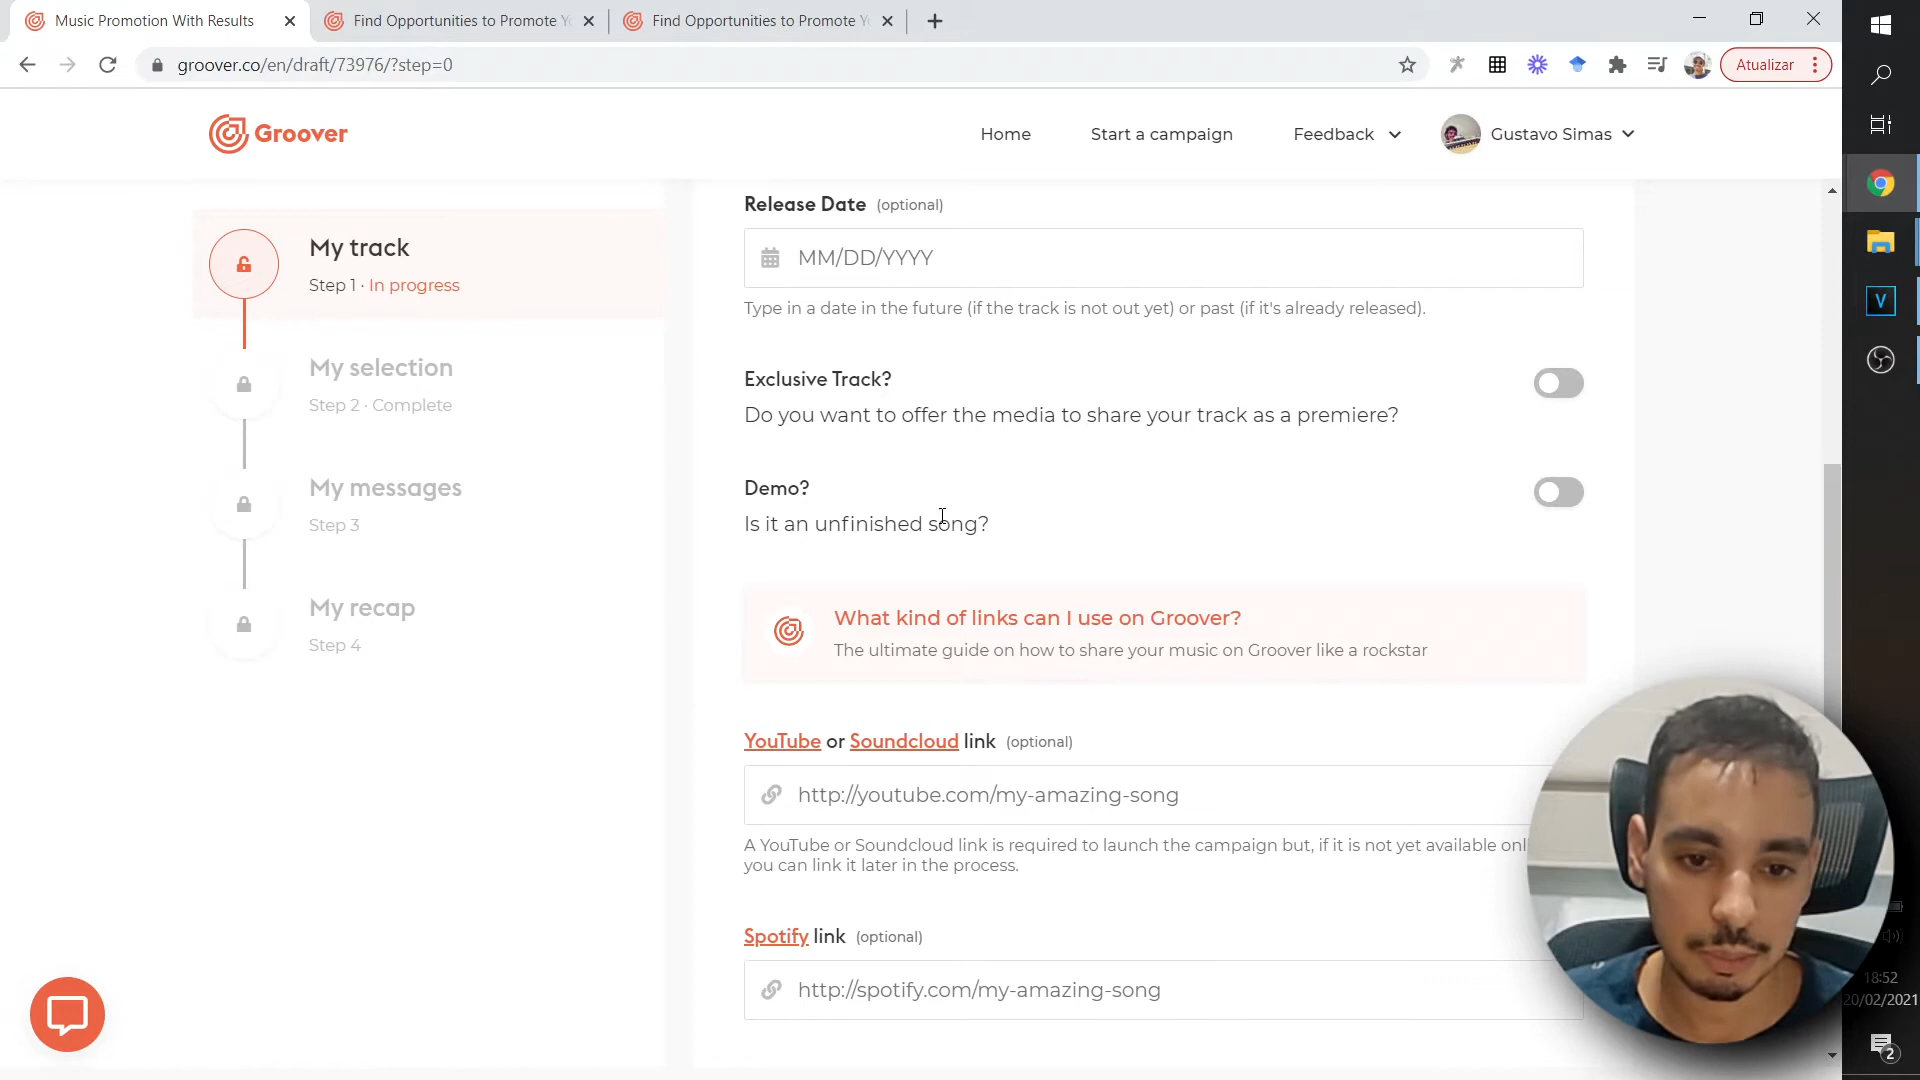 Music Promotion With Results
Find Opportunities to Promote Y
Find Opportunities to Promote Y
groover.co/en/draft/73976/?step=0
Atualizar
Groover
Home
Start a campaign
Feedback
Gustavo Simas
My track
Step 1 · In progress
My selection
Step 2 · Complete
My messages
Step 3
My recap
Step 4
Release Date (optional)
MM/DD/YYYY
Type in a date in the future (if the track is not out yet) or past (if it's already released).
Exclusive Track?
Do you want to offer the media to share your track as a premiere?
Demo?
Is it an unfinished song?
What kind of links can I use on Groover?
The ultimate guide on how to share your music on Groover like a rockstar
YouTube or Soundcloud link (optional)
http://youtube.com/my-amazing-song
A YouTube or Soundcloud link is required to launch the campaign but, if it is not yet available onl
you can link it later in the process.
Spotify link (optional)
http://spotify.com/my-amazing-song
V
18:52
20/02/2021
2